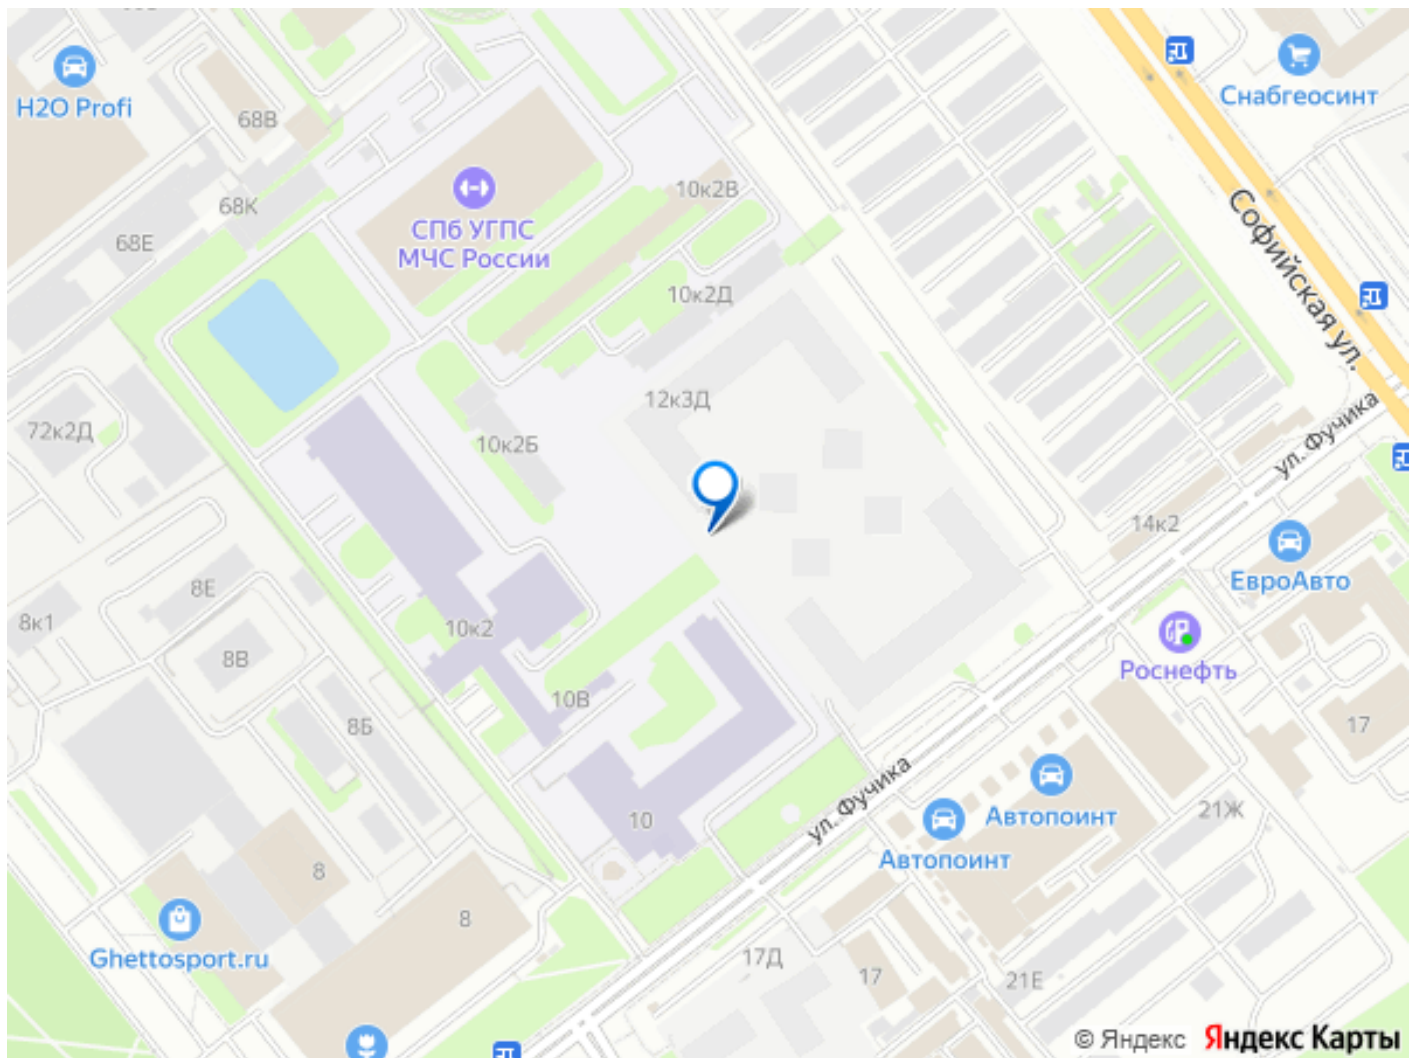 H2O Profi
68В
68К
68Е
СПб УГПС
МЧС России
10к2В
10к2Д
Снабгеосинт
Софийская ул.
72к2Д
10к2Б
12к3Д
ул. Фучика
14к2
ЕвроАвто
8Е
8к1
8В
10к2
Роснефть
10В
8Б
17
ул. Фучика
Автопоинт
Автопоинт
21Ж
10
8
8
Ghettosport.ru
17Д
17
21Е
© Яндекс Яндекс Карты